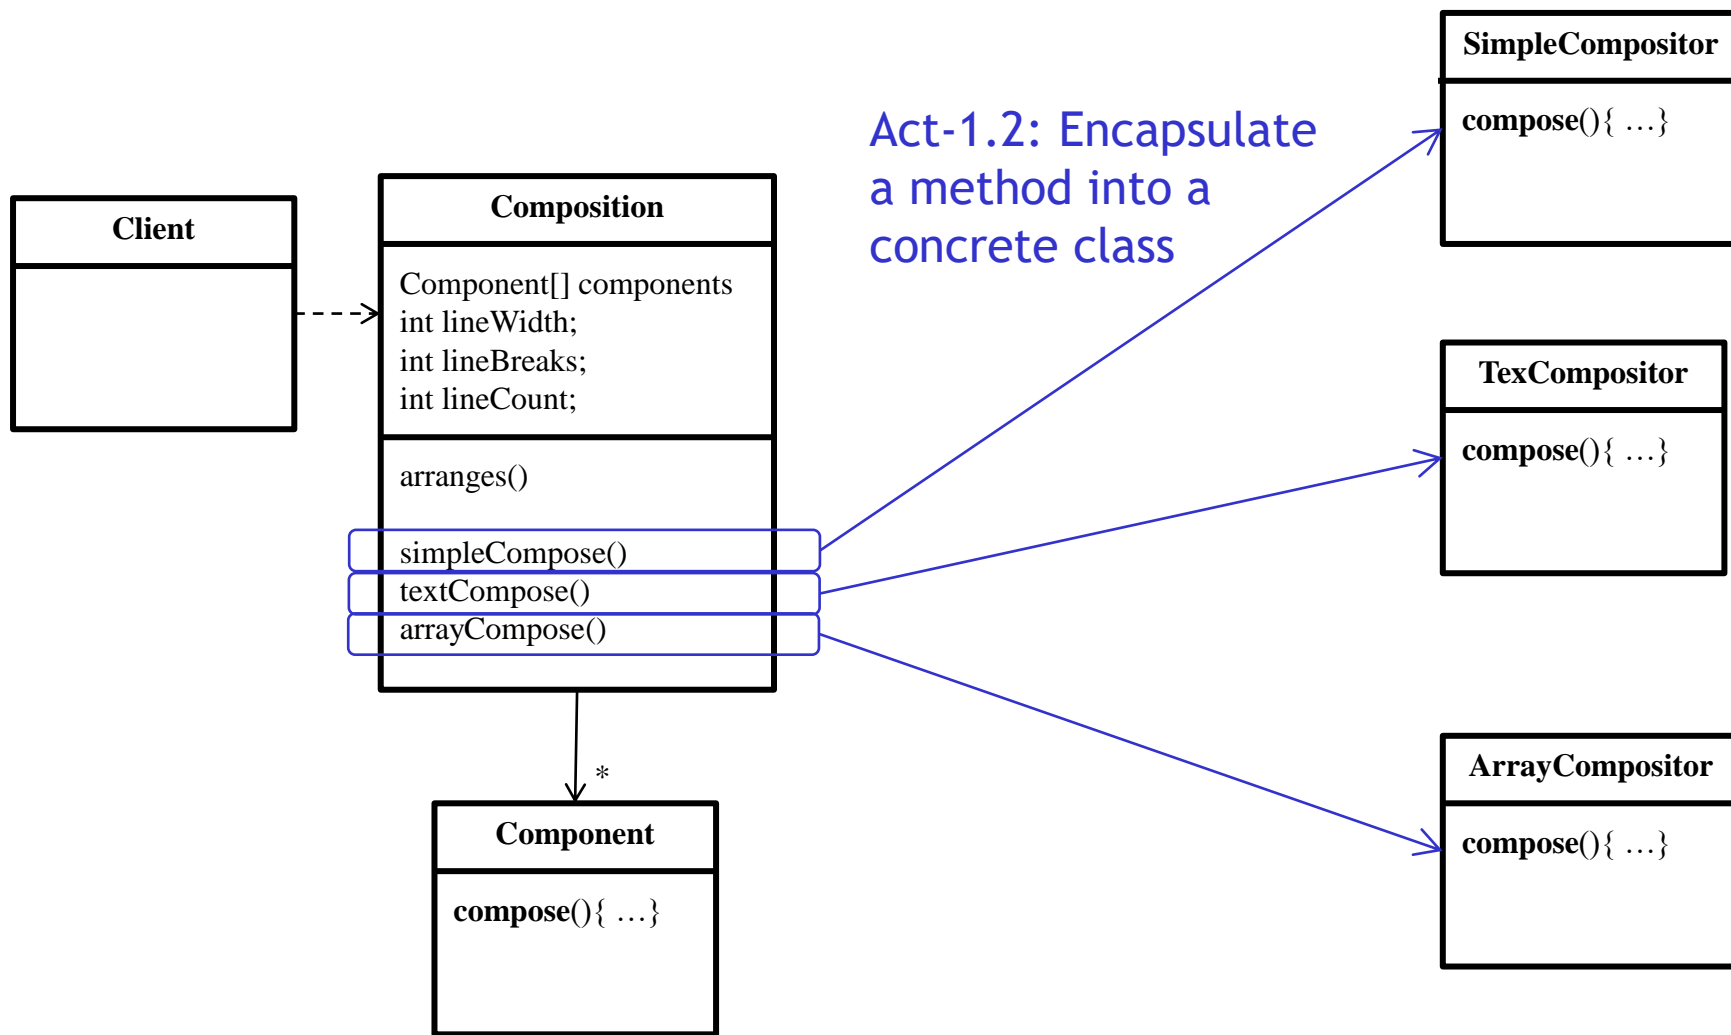 Client
Composition
Component[] components
int lineWidth;
int lineBreaks;
int lineCount;
arranges()
simpleCompose()
textCompose()
arrayCompose()
*
Component
compose(){ …}
Act-1.2: Encapsulate
a method into a
concrete class
SimpleCompositor
compose(){ …}
TexCompositor
compose(){ …}
ArrayCompositor
compose(){ …}